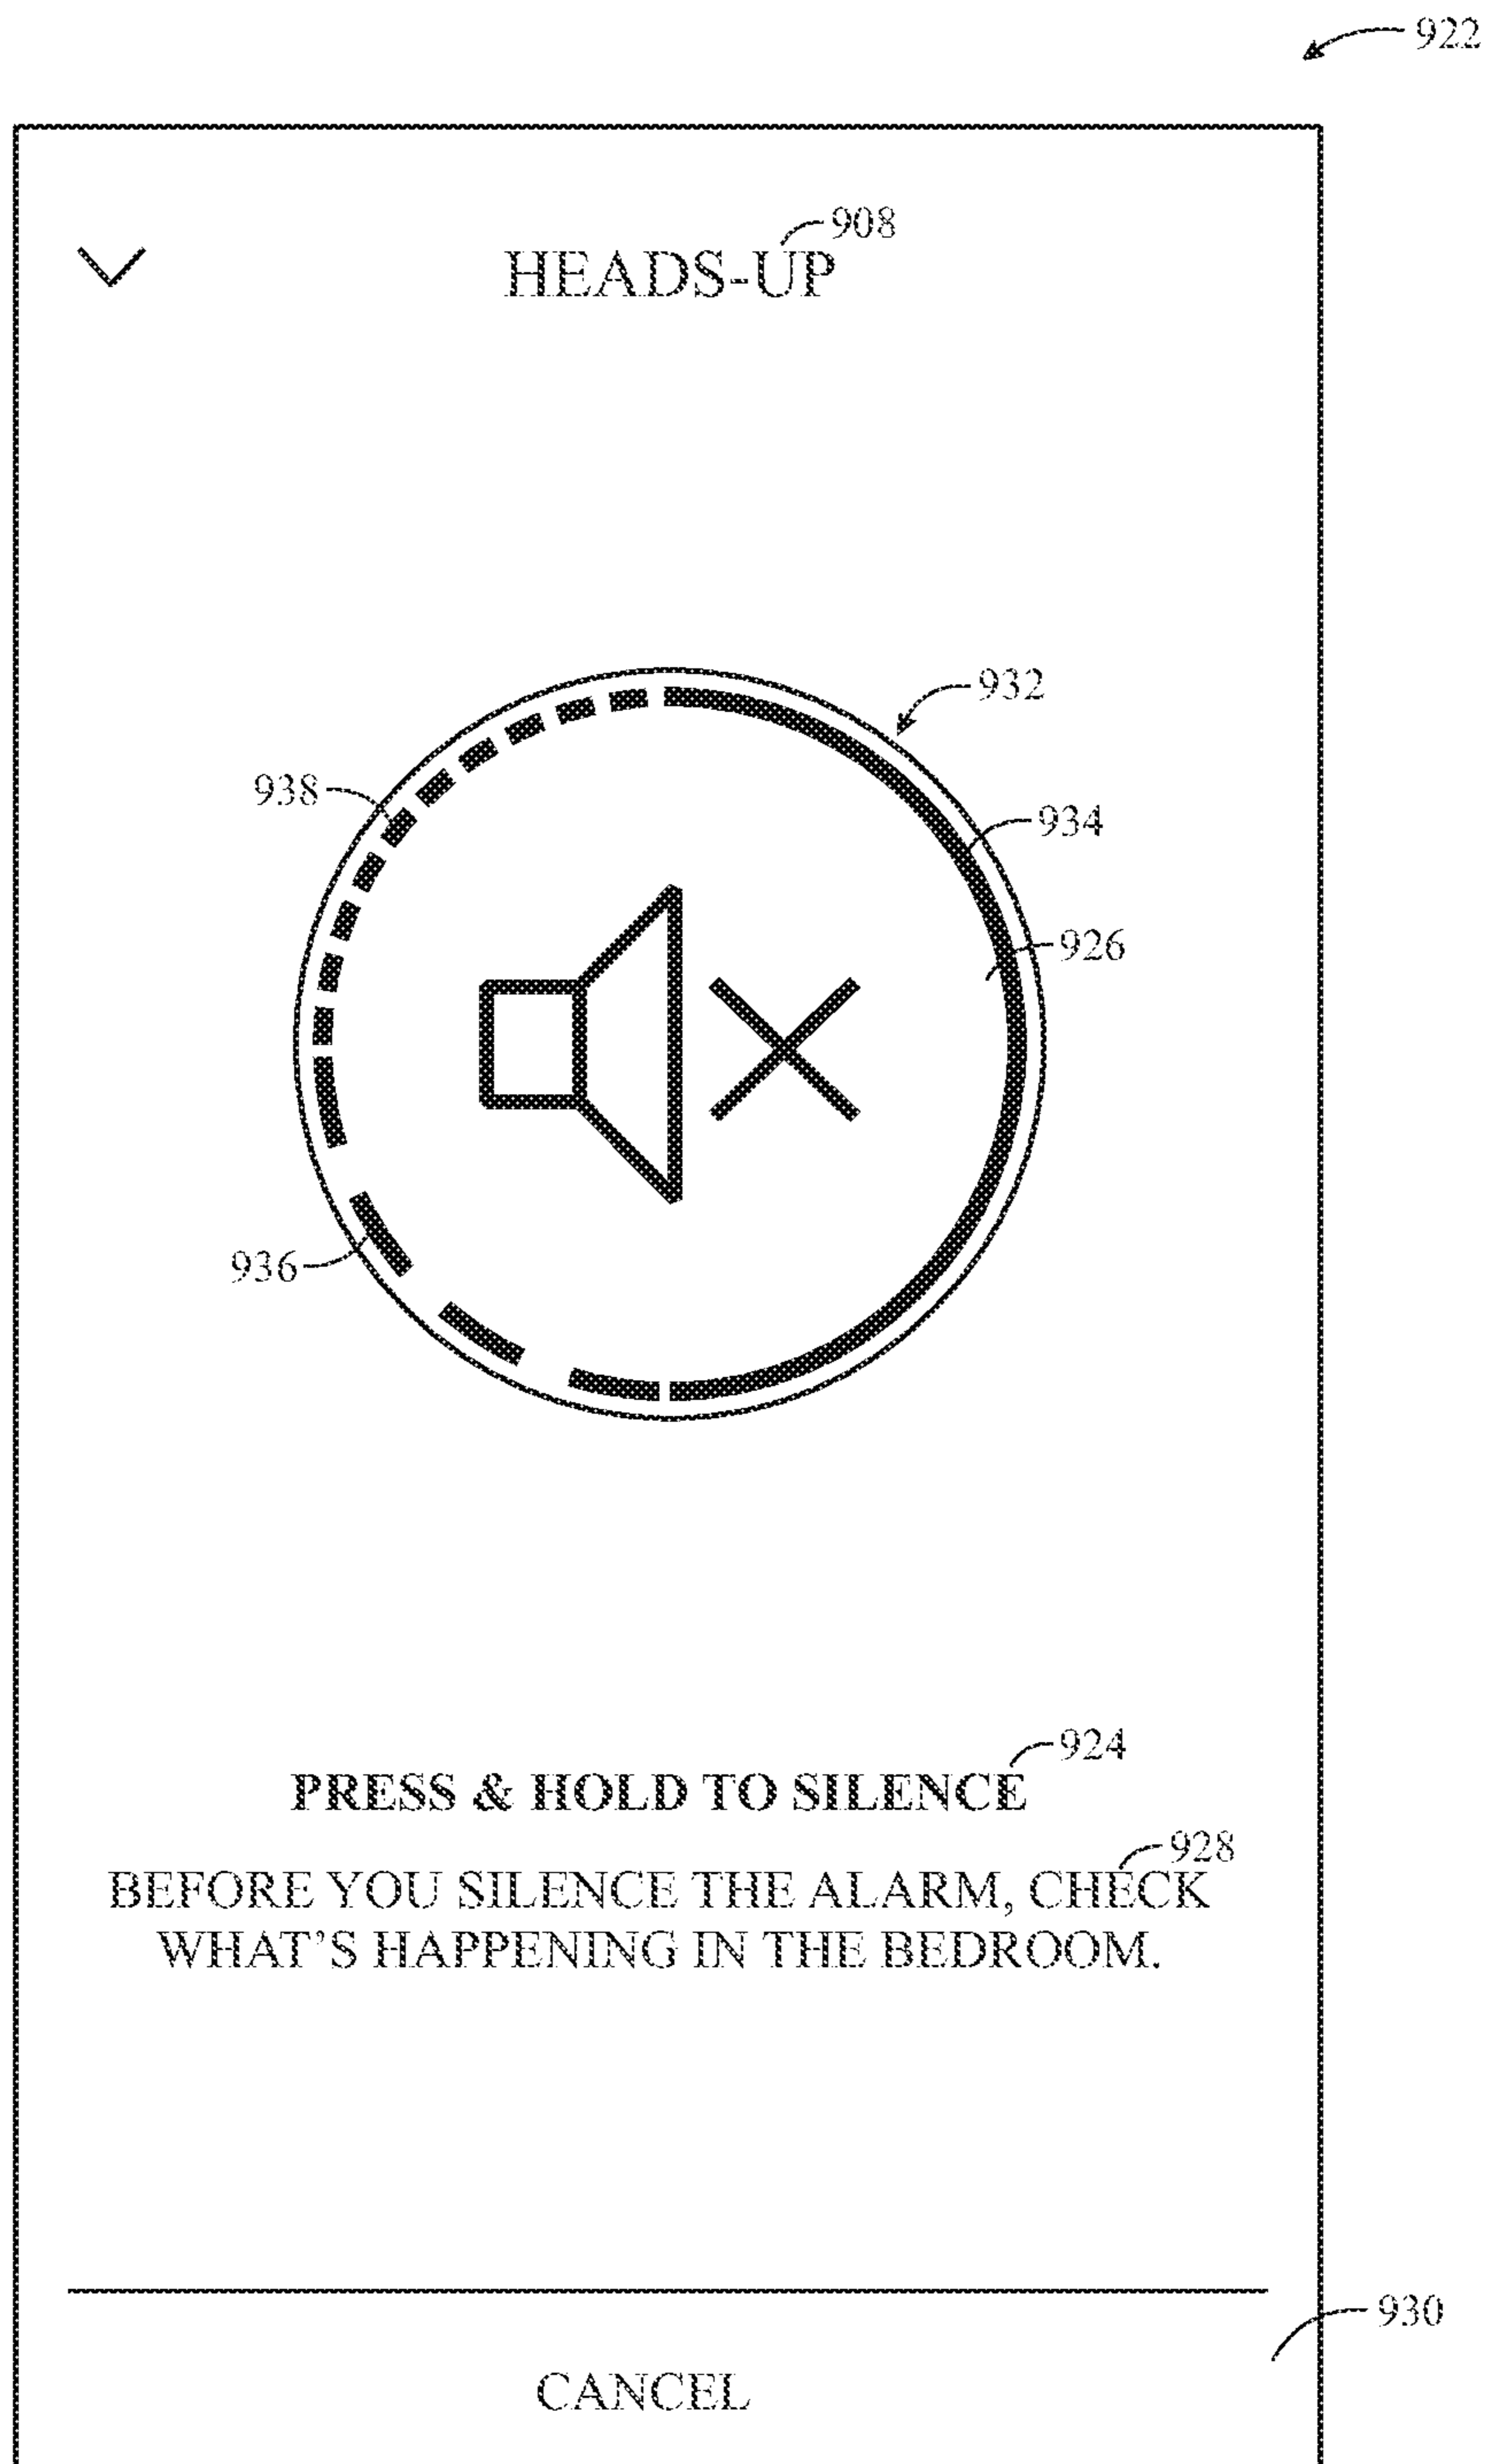 922
908
HEADS-UP
932
938
934
926
936
924
PRESS & HOLD TO SILENCE
928
BEFORE YOU SILENCE THE ALARM, CHECK
WHAT'S HAPPENING IN THE BEDROOM.
930
CANCEL